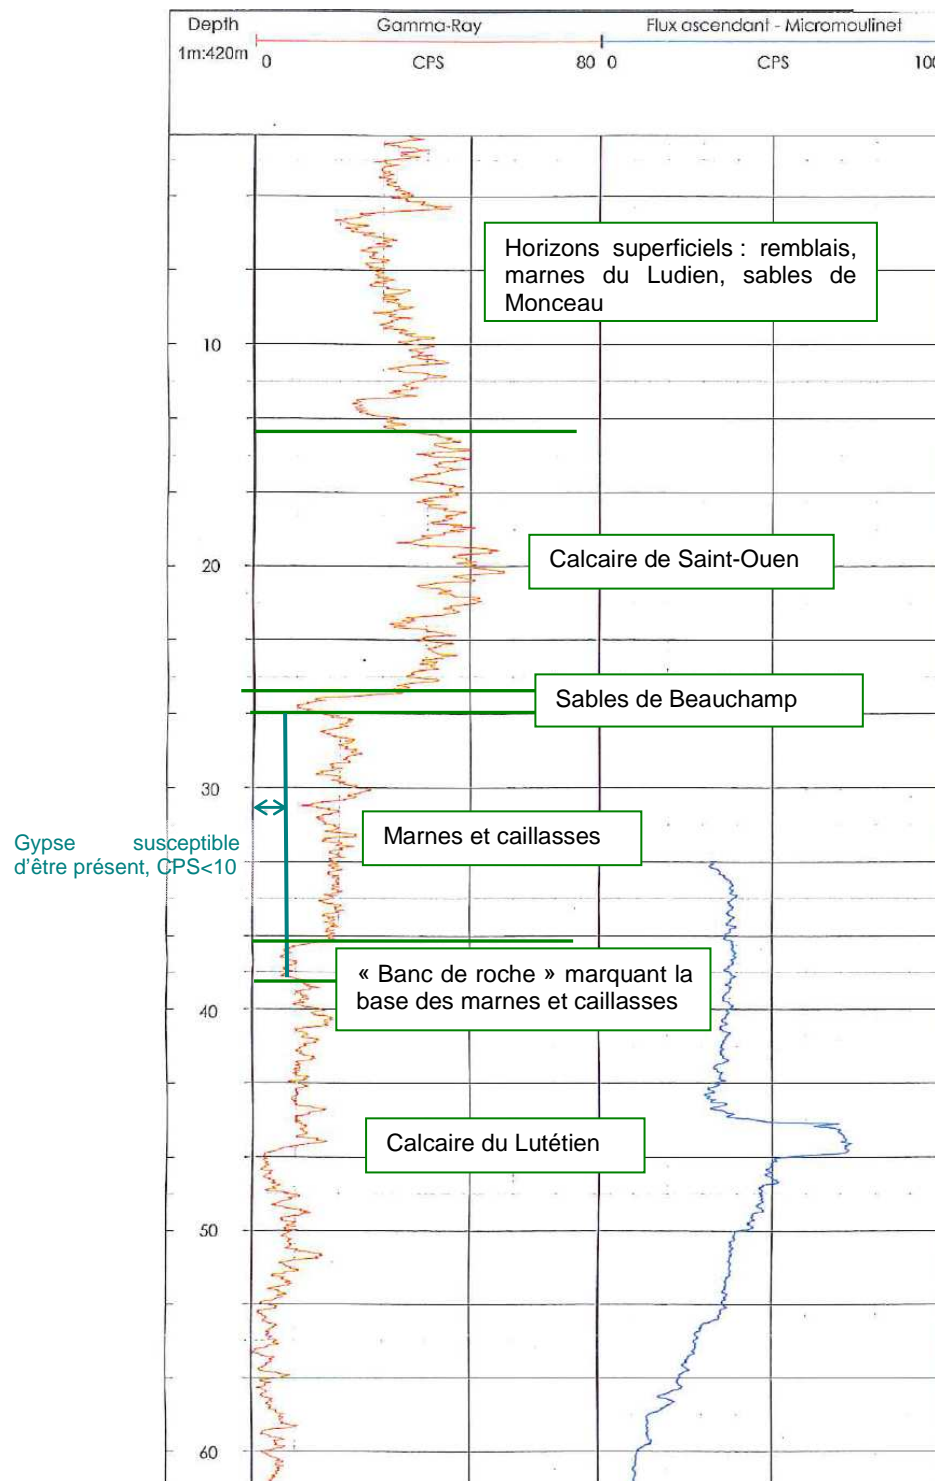 Depth Gamma-Ray Flux ascendant - Micromoulinet
1m:420m 0 CPS 80 0 CPS 100
Horizons superficiels : remblais,
marnes du Ludien, sables de
Monceau
10
Calcaire de Saint-Ouen
20
Sables de Beauchamp
30
Marnes et caillasses
Gypse susceptible
d'être présent, CPS<10
« Banc de roche » marquant la
base des marnes et caillasses
40
Calcaire du Lutétien
50
60